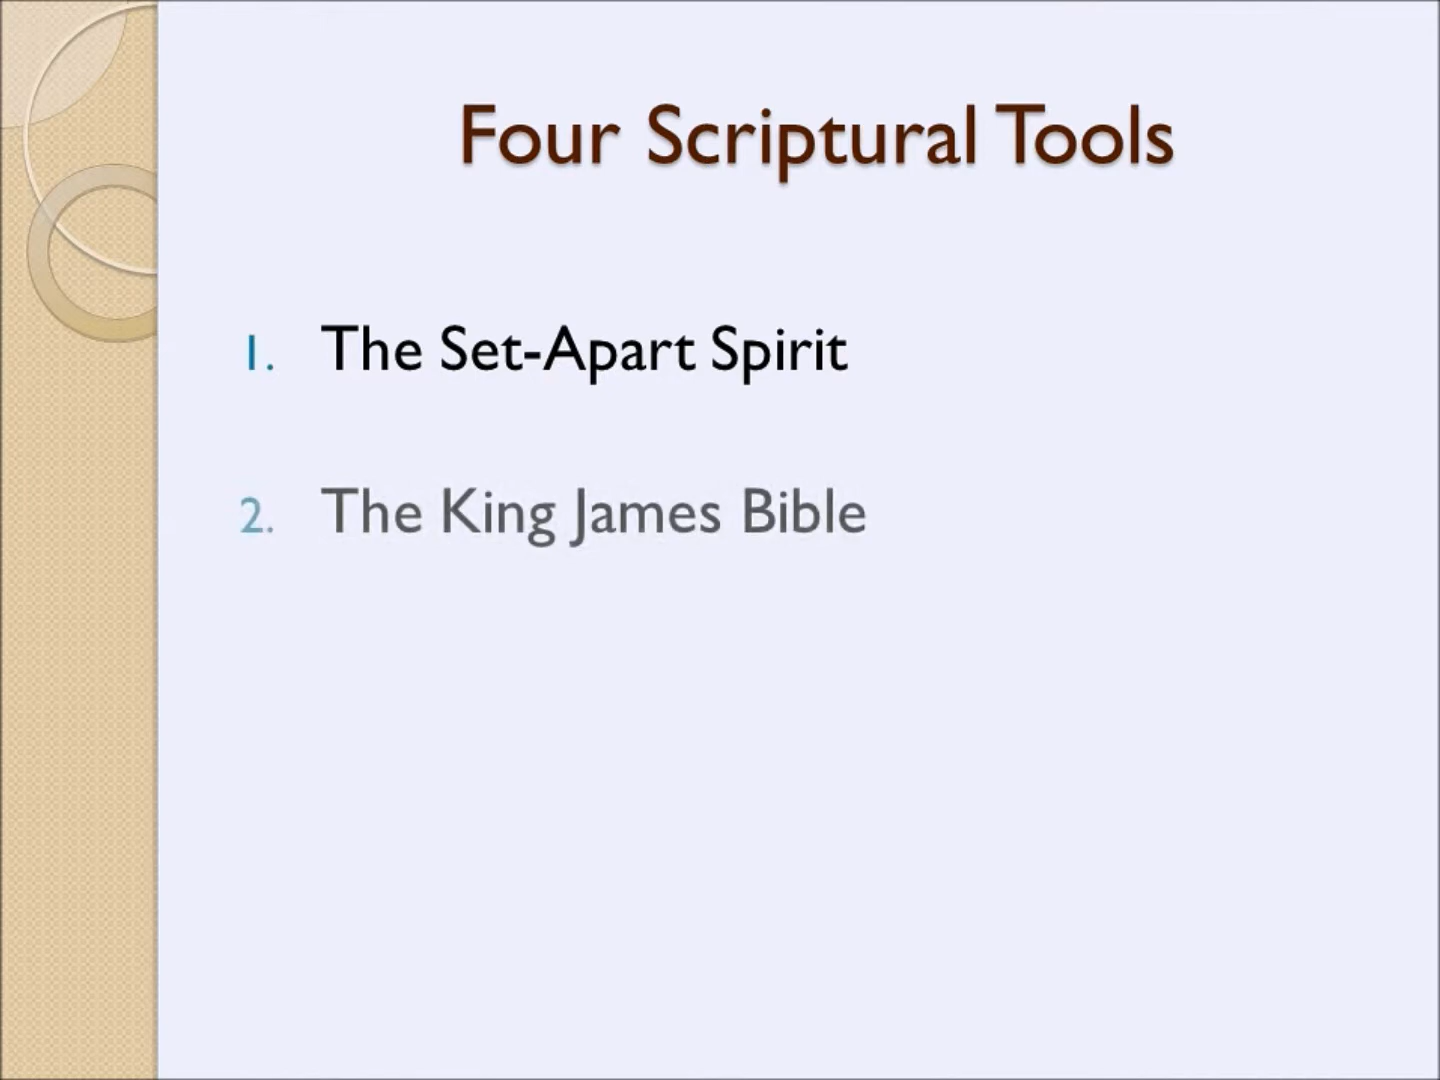 Four Scriptural Tools
1. The Set-Apart Spirit
2. The King James Bible